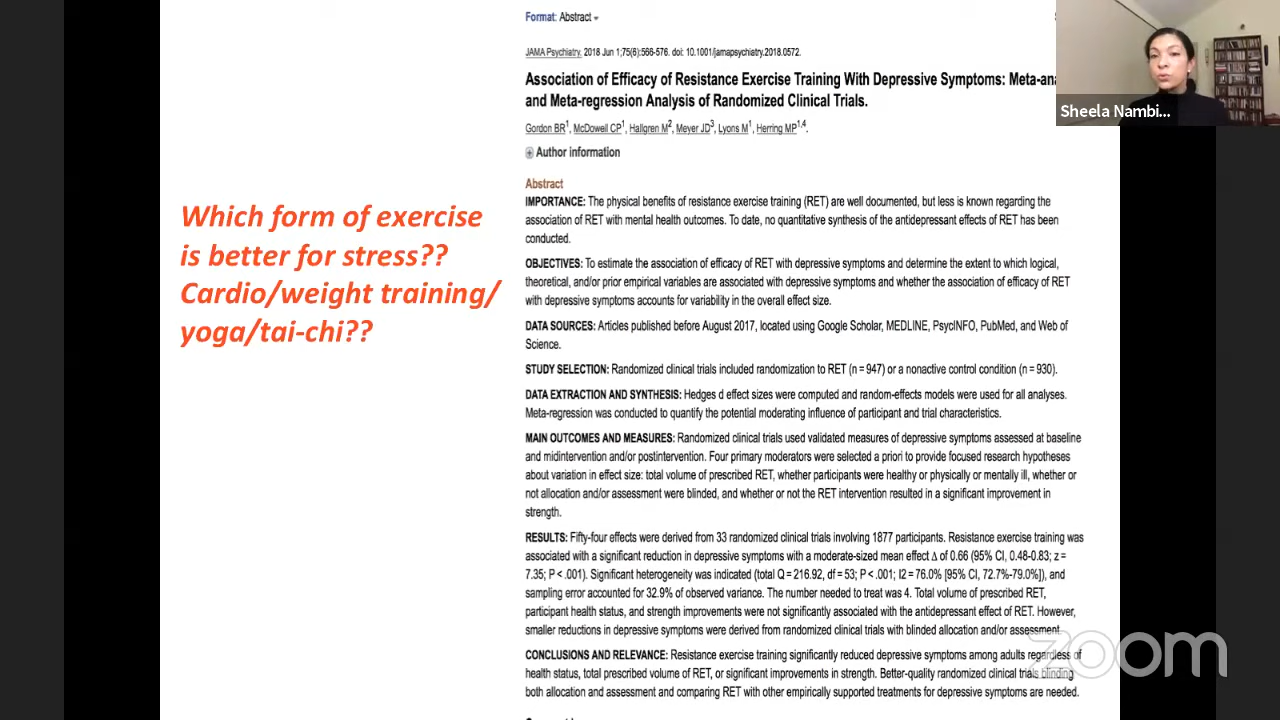 Format: Abstract
JAMA Psychiatry. 2018 Jun 1;75(6):566-576. doi: 10.1001/jamapsychiatry.2018.0572.
Association of Efficacy of Resistance Exercise Training With Depressive Symptoms: Meta-ana
and Meta-regression Analysis of Randomized Clinical Trials.
Gordon BR1, McDowell CP1, Hallgren M2, Meyer JD3, Lyons M1, Herring MP1,4.
Author information
Sheela Nambi...
Which form of exercise
is better for stress??
Cardio/weight training/
yoga/tai-chi??
Abstract
IMPORTANCE: The physical benefits of resistance exercise training (RET) are well documented, but less is known regarding the
association of RET with mental health outcomes. To date, no quantitative synthesis of the antidepressant effects of RET has been
conducted.
OBJECTIVES: To estimate the association of efficacy of RET with depressive symptoms and determine the extent to which logical,
theoretical, and/or prior empirical variables are associated with depressive symptoms and whether the association of efficacy of RET
with depressive symptoms accounts for variability in the overall effect size.
DATA SOURCES: Articles published before August 2017, located using Google Scholar, MEDLINE, PsycINFO, PubMed, and Web of
Science.
STUDY SELECTION: Randomized clinical trials included randomization to RET (n = 947) or a nonactive control condition (n = 930).
DATA EXTRACTION AND SYNTHESIS: Hedges d effect sizes were computed and random-effects models were used for all analyses.
Meta-regression was conducted to quantify the potential moderating influence of participant and trial characteristics.
MAIN OUTCOMES AND MEASURES: Randomized clinical trials used validated measures of depressive symptoms assessed at baseline
and midintervention and/or postintervention. Four primary moderators were selected a priori to provide focused research hypotheses
about variation in effect size: total volume of prescribed RET, whether participants were healthy or physically or mentally ill, whether or
not allocation and/or assessment were blinded, and whether or not the RET intervention resulted in a significant improvement in
strength.
RESULTS: Fifty-four effects were derived from 33 randomized clinical trials involving 1877 participants. Resistance exercise training was
associated with a significant reduction in depressive symptoms with a moderate-sized mean effect Δ of 0.66 (95% CI, 0.48-0.83; z =
7.35; P < .001). Significant heterogeneity was indicated (total Q = 216.92, df = 53; P < .001; I2 = 76.0% [95% CI, 72.7%-79.0%]), and
sampling error accounted for 32.9% of observed variance. The number needed to treat was 4. Total volume of prescribed RET,
participant health status, and strength improvements were not significantly associated with the antidepressant effect of RET. However,
smaller reductions in depressive symptoms were derived from randomized clinical trials with blinded allocation and/or assessment.
CONCLUSIONS AND RELEVANCE: Resistance exercise training significantly reduced depressive symptoms among adults regardless of
health status, total prescribed volume of RET, or significant improvements in strength. Better-quality randomized clinical trials blinding
both allocation and assessment and comparing RET with other empirically supported treatments for depressive symptoms are needed.
zoom